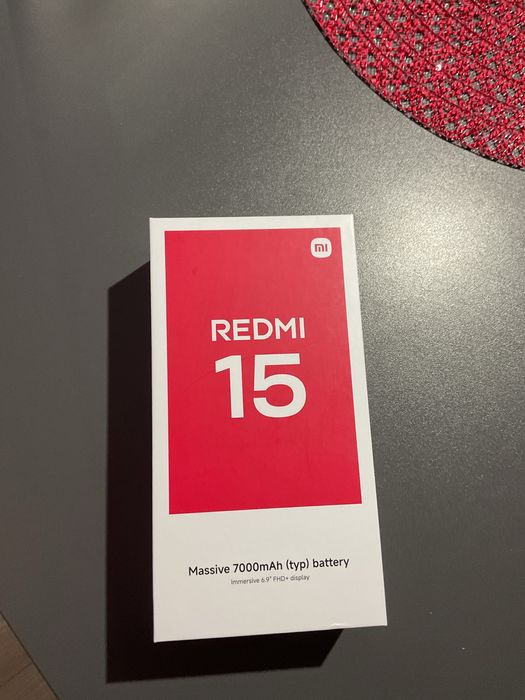 mi
REDMI
15
Massive 7000mAh (typ) battery
Immersive 6.9" FHD+ display